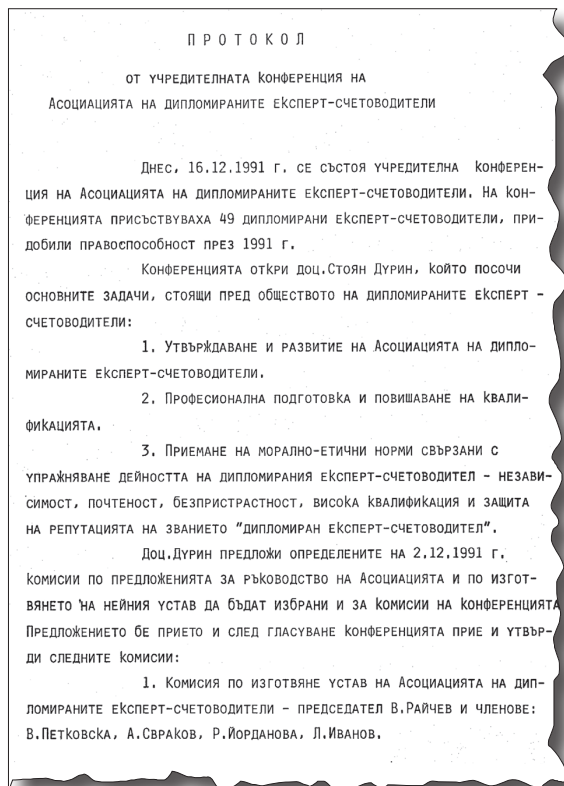 ПРОТОКОЛ
ОТ УЧРЕДИТЕЛНАТА КОНФЕРЕНЦИЯ НА
АСОЦИАЦИЯТА НА ДИПЛОМИРАНИТЕ ЕКСПЕРТ-СЧЕТОВОДИТЕЛИ
ДНЕС, 16.12.1991 Г. СЕ СЪСТОЯ УЧРЕДИТЕЛНА КОНФЕРЕН-
ЦИЯ НА АСОЦИАЦИЯТА НА ДИПЛОМИРАНИТЕ ЕКСПЕРТ-СЧЕТОВОДИТЕЛИ. НА КОН-
ФЕРЕНЦИЯТА ПРИСЪСТВУВАХА 49 ДИПЛОМИРАНИ ЕКСПЕРТ-СЧЕТОВОДИТЕЛИ, ПРИ-
ДОБИЛИ ПРАВОСПОСОБНОСТ ПРЕЗ 1991 Г.
КОНФЕРЕНЦИЯТА ОТКРИ ДОЦ.СТОЯН ДУРИН, КОЙТО ПОСОЧИ
ОСНОВНИТЕ ЗАДАЧИ, СТОЯЩИ ПРЕД ОБЩЕСТВОТО НА ДИПЛОМИРАНИТЕ ЕКСПЕРТ -
СЧЕТОВОДИТЕЛИ:
1. УТВЪРЖДАВАНЕ И РАЗВИТИЕ НА АСОЦИАЦИЯТА НА ДИПЛО-
МИРАНИТЕ ЕКСПЕРТ-СЧЕТОВОДИТЕЛИ.
2. ПРОФЕСИОНАЛНА ПОДГОТОВКА И ПОВИШАВАНЕ НА КВАЛИ-
ФИКАЦИЯТА.
3. ПРИЕМАНЕ НА МОРАЛНО-ЕТИЧНИ НОРМИ СВЪРЗАНИ С
УПРАЖНЯВАНЕ ДЕЙНОСТТА НА ДИПЛОМИРАНИЯ ЕКСПЕРТ-СЧЕТОВОДИТЕЛ - НЕЗАВИ-
СИМОСТ, ПОЧТЕНОСТ, БЕЗПРИСТРАСТНОСТ, ВИСОКА КВАЛИФИКАЦИЯ И ЗАЩИТА
НА РЕПУТАЦИЯТА НА ЗВАНИЕТО "ДИПЛОМИРАН ЕКСПЕРТ-СЧЕТОВОДИТЕЛ".
ДОЦ.ДУРИН ПРЕДЛОЖИ ОПРЕДЕЛЕНИТЕ НА 2.12.1991 Г.
КОМИСИИ ПО ПРЕДЛОЖЕНИЯТА ЗА РЪКОВОДСТВО НА АСОЦИАЦИЯТА И ПО ИЗГОТ-
ВЯНЕТО НА НЕЙНИЯ УСТАВ ДА БЪДАТ ИЗБРАНИ И ЗА КОМИСИИ НА КОНФЕРЕНЦИЯТА
ПРЕДЛОЖЕНИЕТО БЕ ПРИЕТО И СЛЕД ГЛАСУВАНЕ КОНФЕРЕНЦИЯТА ПРИЕ И УТВЪР-
ДИ СЛЕДНИТЕ КОМИСИИ:
1. КОМИСИЯ ПО ИЗГОТВЯНЕ УСТАВ НА АСОЦИАЦИЯТА НА ДИП-
ЛОМИРАНИТЕ ЕКСПЕРТ-СЧЕТОВОДИТЕЛИ - ПРЕДСЕДАТЕЛ В.РАЙЧЕВ И ЧЛЕНОВЕ:
В.ПЕТКОВСКА, А.СВРАКОВ, Р.ЙОРДАНОВА, Л.ИВАНОВ.